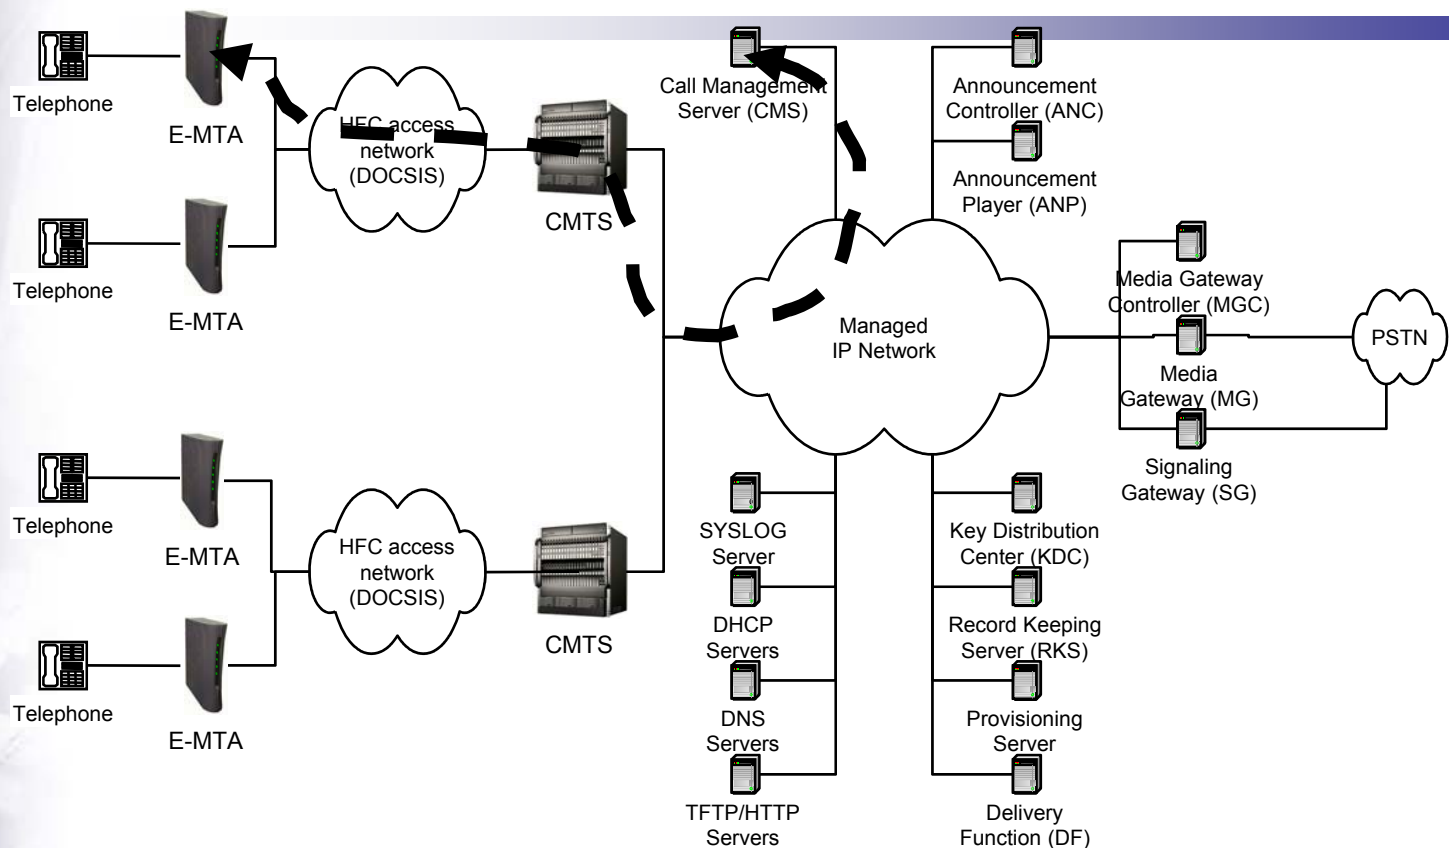 Telephone
E-MTA
HFC access
network
(DOCSIS)
CMTS
Call Management
Server (CMS)
Announcement
Controller (ANC)
Announcement
Player (ANP)
Telephone
E-MTA
Managed
IP Network
Media Gateway
Controller (MGC)
Media
Gateway (MG)
PSTN
Signaling
Gateway (SG)
Telephone
E-MTA
HFC access
network
(DOCSIS)
CMTS
Telephone
E-MTA
SYSLOG
Server
DHCP
Servers
DNS
Servers
TFTP/HTTP
Servers
Key Distribution
Center (KDC)
Record Keeping
Server (RKS)
Provisioning
Server
Delivery
Function (DF)